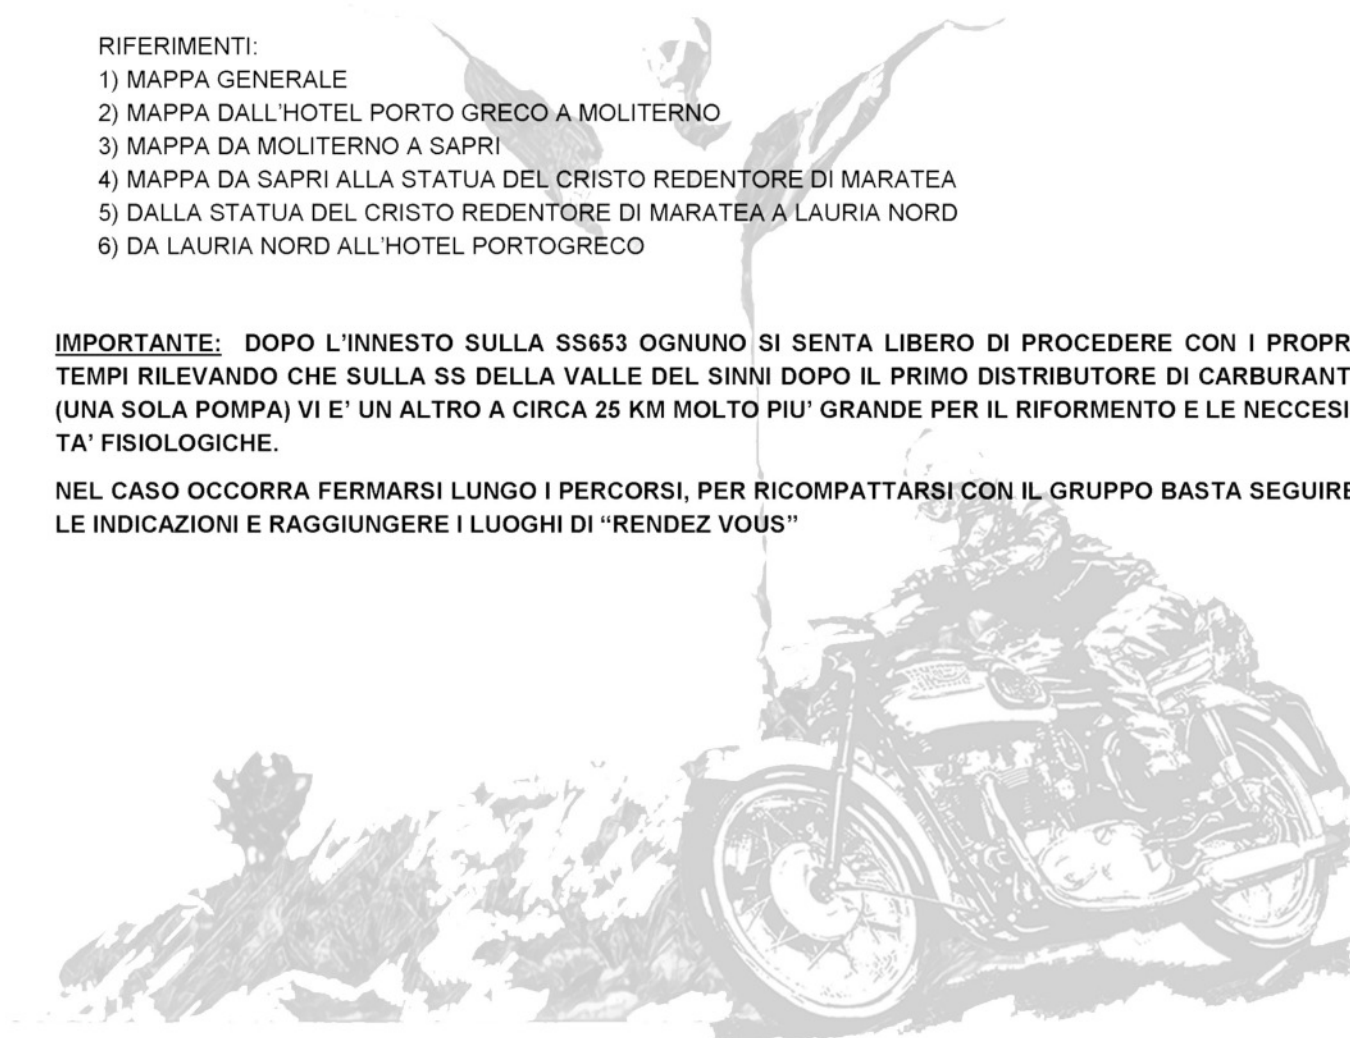 RIFERIMENTI:
1) MAPPA GENERALE
2) MAPPA DALL'HOTEL PORTO GRECO A MOLITERNO
3) MAPPA DA MOLITERNO A SAPRI
4) MAPPA DA SAPRI ALLA STATUA DEL CRISTO REDENTORE DI MARATEA
5) DALLA STATUA DEL CRISTO REDENTORE DI MARATEA A LAURIA NORD
6) DA LAURIA NORD ALL'HOTEL PORTOGRECO
IMPORTANTE: DOPO L'INNESTO SULLA SS653 OGNUNO SI SENTA LIBERO DI PROCEDERE CON I PROPR
TEMPI RILEVANDO CHE SULLA SS DELLA VALLE DEL SINNI DOPO IL PRIMO DISTRIBUTORE DI CARBURANT
(UNA SOLA POMPA) VI E' UN ALTRO A CIRCA 25 KM MOLTO PIU' GRANDE PER IL RIFORMENTO E LE NECCESI
TA' FISIOLOGICHE.
NEL CASO OCCORRA FERMARSI LUNGO I PERCORSI, PER RICOMPATTARSI CON IL GRUPPO BASTA SEGUIRE
LE INDICAZIONI E RAGGIUNGERE I LUOGHI DI “RENDEZ VOUS”